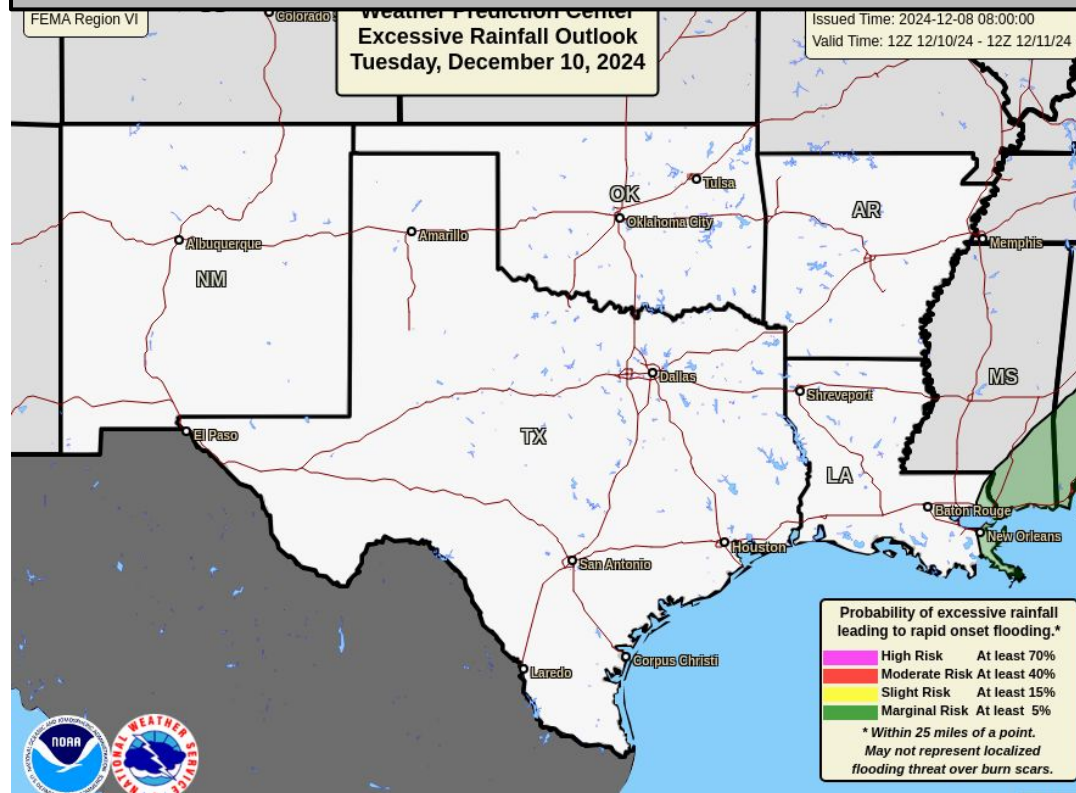 FEMA Region VI
Weather Prediction Center
Excessive Rainfall Outlook
Tuesday, December 10, 2024
Issued Time: 2024-12-08 08:00:00
Valid Time: 12Z 12/10/24 - 12Z 12/11/24
Colorado
Tulsa
OK
Oklahoma City
AR
Albuquerque
Amarillo
Memphis
NM
Dallas
MS
Shreveport
El Paso
TX
LA
Baton Rouge
New Orleans
Houston
San Antonio
Corpus Christi
Laredo
Probability of excessive rainfall
leading to rapid onset flooding.*
High Risk At least 70%
Moderate Risk At least 40%
Slight Risk At least 15%
Marginal Risk At least 5%
* Within 25 miles of a point.
May not represent localized
flooding threat over burn scars.
NOAA
NATIONAL WEATHER SERVICE